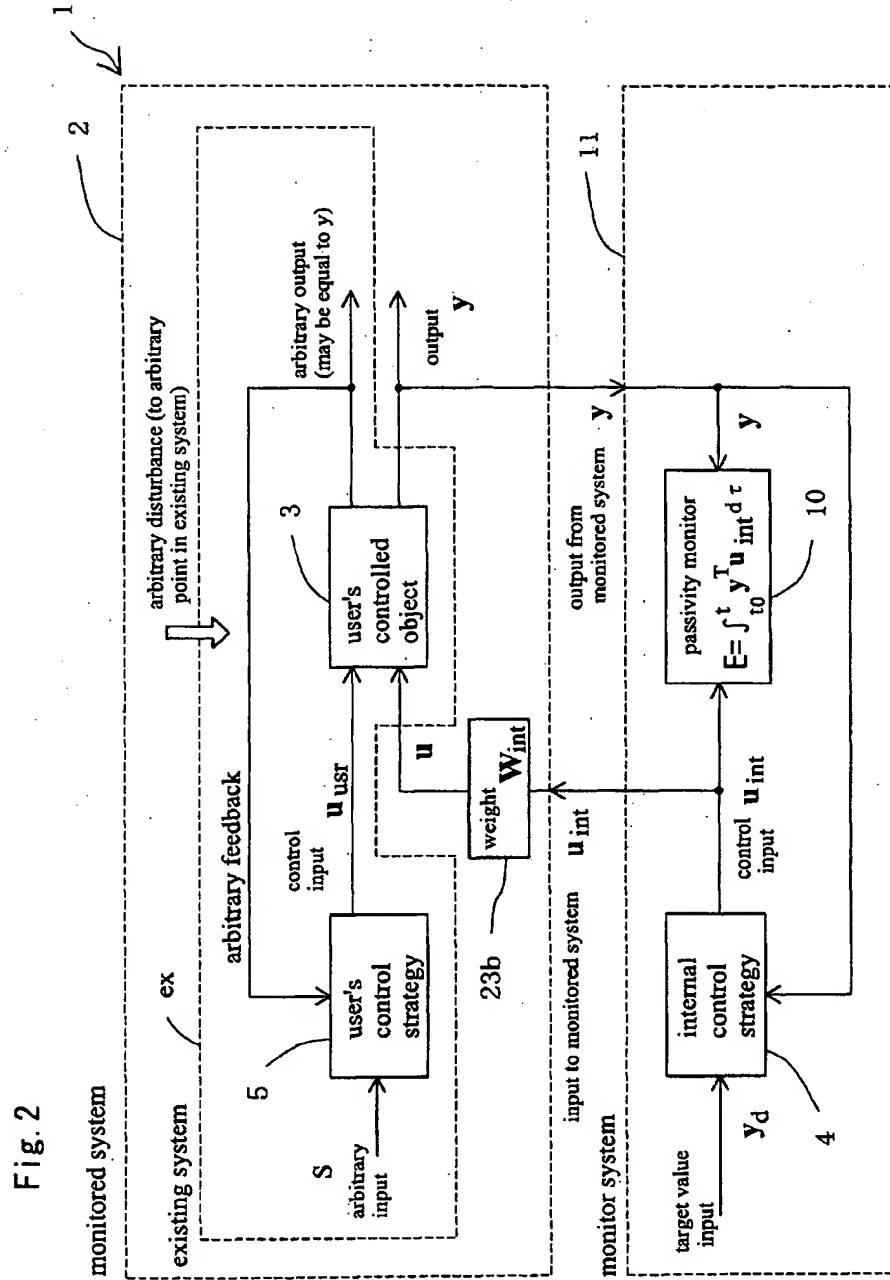 Fig.2
1
2
monitored system
ex
existing system
arbitrary disturbance (to arbitrary
point in existing system)
arbitrary feedback
arbitrary output
(may be equal to y)
5
S
arbitrary
input
user's
control
strategy
control
input
u usr
3
user's
controlled
object
output
y
u
weight Wint
23b
input to monitored system
u int
output from
monitored system
y
11
monitor system
target value
input
yd
internal
control
strategy
4
control
input
u int
passivity monitor
E=∫ᵗt0 yᵀ u int dτ
10
y